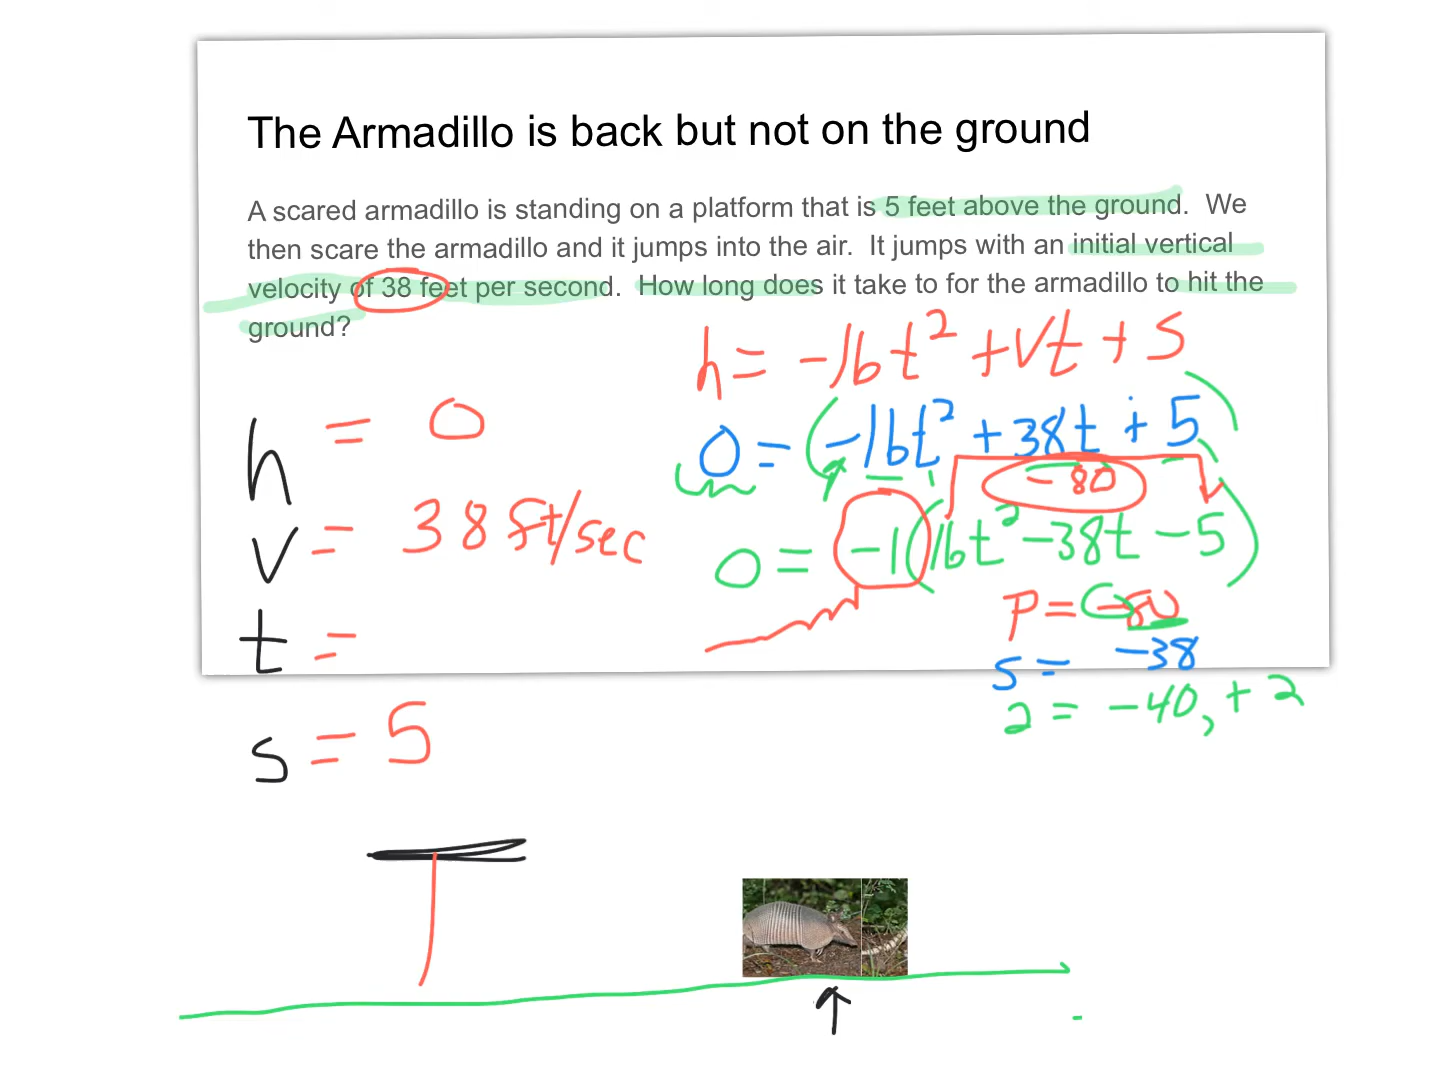 The Armadillo is back but not on the ground
A scared armadillo is standing on a platform that is 5 feet above the ground. We
then scare the armadillo and it jumps into the air. It jumps with an initial vertical
velocity of 38 feet per second. How long does it take to for the armadillo to hit the
ground?
h = -16t² + vt + s
h = 0
0 = (-16t² + 38t + 5)
-80
v = 38 ft/sec
0 = -1(16t² - 38t - 5)
P = -80
t =
s = -38
2 = -40, +2
s = 5